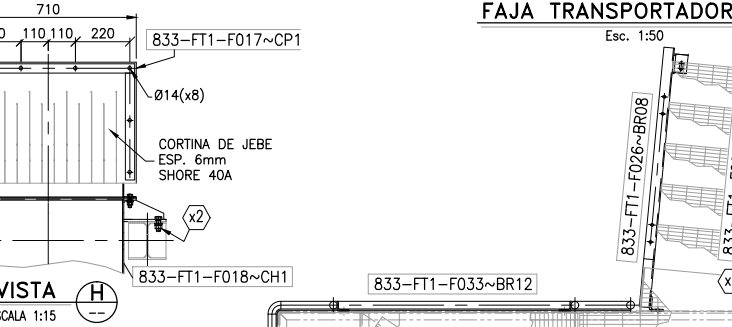 710
110 110 220
833-FT1-F017~CP1
Ø14(x8)
CORTINA DE JEBE
ESP. 6mm
SHORE 40A
x2
833-FT1-F018~CH1
VISTA H
--
SCALA 1:15
FAJA TRANSPORTADOR
Esc. 1:50
833-FT1-F026~BR08
833-FT1-F033~BR12